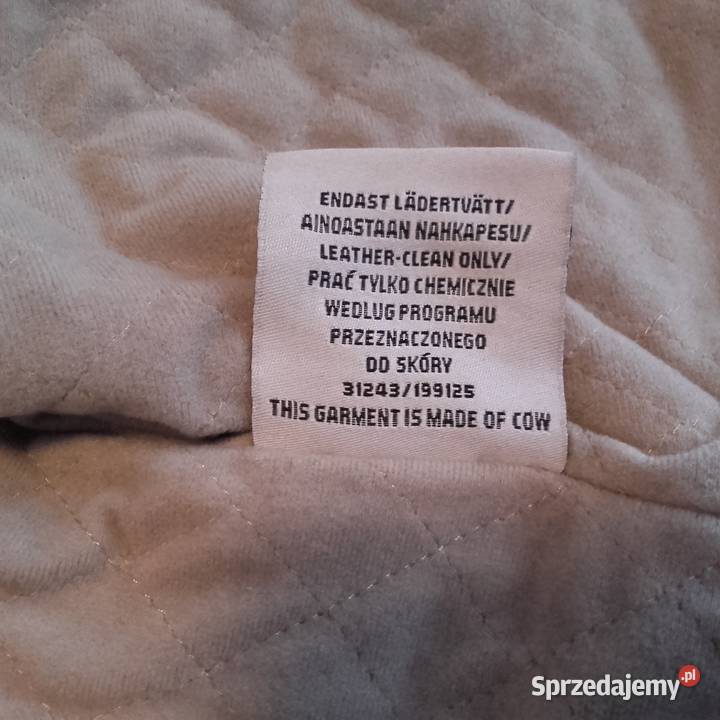 ENDAST LÄDERTVÄTT/
AINOASTAAN NAHKAPESU/
LEATHER-CLEAN ONLY/
PRAĆ TYLKO CHEMICZNIE
WEDLUG PROGRAMU
PRZEZNACZONEGO
DO SKÓRY
31243/199125
THIS GARMENT IS MADE OF COW
Sprzedajemy.pl